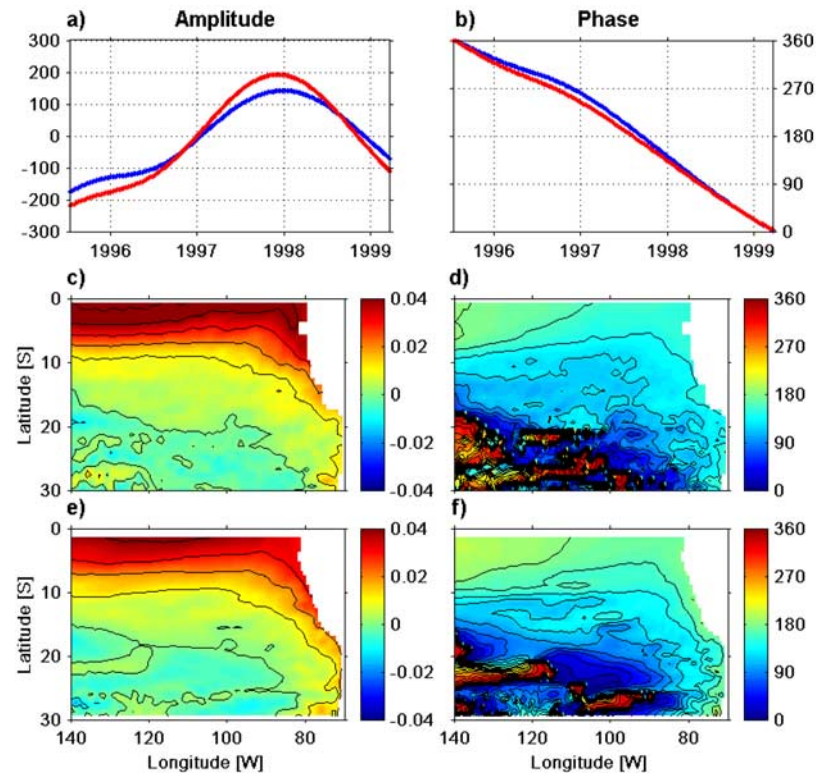 a) Amplitude b) Phase
300 360
200 270
100
0 180
-100
90
-200
-300 0
1996 1997 1998 1999 1996 1997 1998 1999
c) d)
0 0.04 360
10 0.02 270
0 180
20 -0.02 90
30 -0.04 0
Latitude [S]
e) f)
0 0.04 360
10 0.02 270
0 180
20 -0.02 90
30 -0.04 0
Latitude [S]
140 120 100 80 140 120 100 80
Longitude [W] Longitude [W]